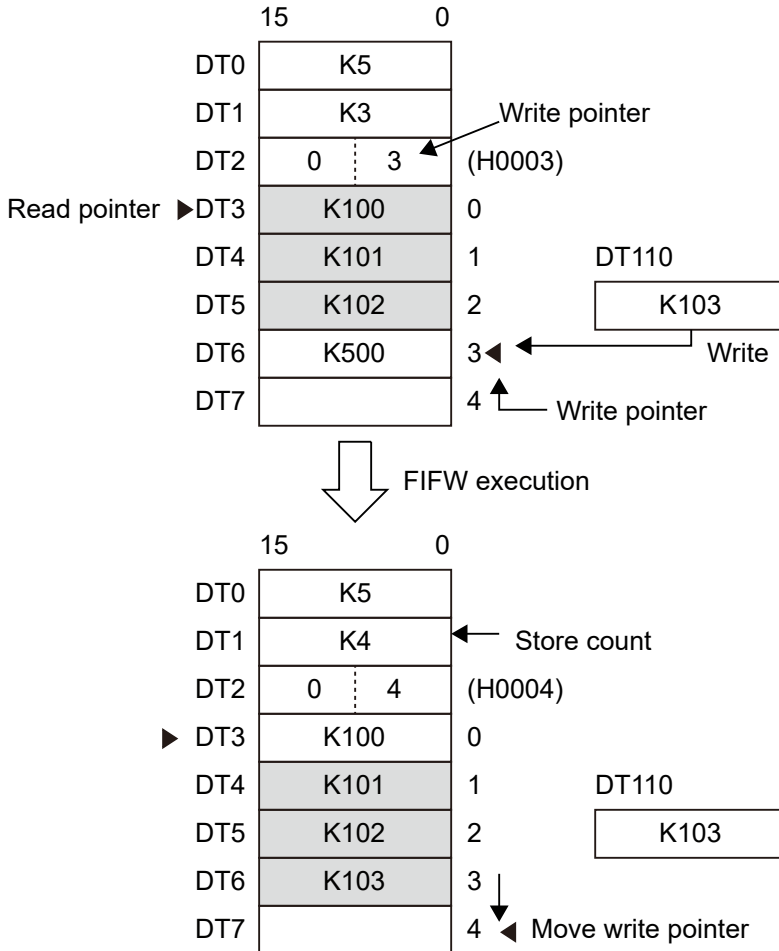 15 0
DT0 K5
DT1 K3 Write pointer
DT2 0 3 (H0003)
Read pointer DT3 K100 0
DT4 K101 1 DT110
DT5 K102 2 K103
DT6 K500 3 Write
DT7 4 Write pointer
FIFW execution
15 0
DT0 K5
DT1 K4 Store count
DT2 0 4 (H0004)
DT3 K100 0
DT4 K101 1 DT110
DT5 K102 2 K103
DT6 K103 3
DT7 4 Move write pointer